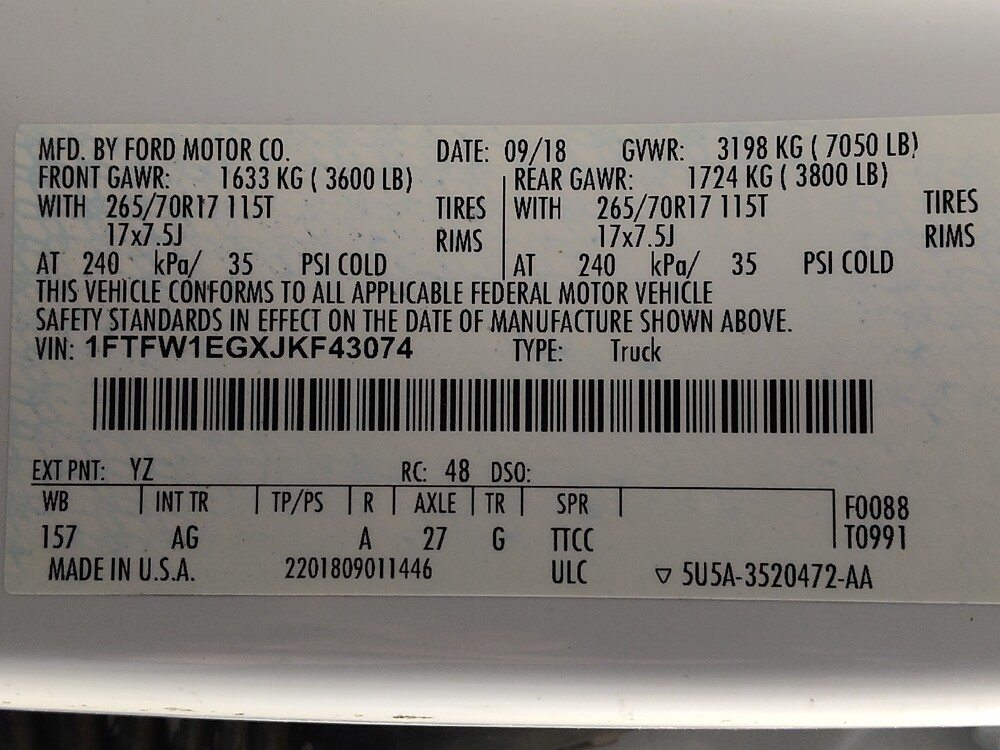 MFD. BY FORD MOTOR CO. DATE: 09/18 GVWR: 3198 KG ( 7050 LB)
FRONT GAWR: 1633 KG ( 3600 LB) REAR GAWR: 1724 KG ( 3800 LB)
WITH 265/70R17 115T TIRES WITH 265/70R17 115T TIRES
17x7.5J RIMS 17x7.5J RIMS
AT 240 kPa/ 35 PSI COLD AT 240 kPa/ 35 PSI COLD
THIS VEHICLE CONFORMS TO ALL APPLICABLE FEDERAL MOTOR VEHICLE
SAFETY STANDARDS IN EFFECT ON THE DATE OF MANUFACTURE SHOWN ABOVE.
VIN: 1FTFW1EGXJKF43074 TYPE: Truck
EXT PNT: YZ RC: 48 DSO:
WB INT TR TP/PS R AXLE TR SPR F0088
157 AG A 27 G TTCC T0991
MADE IN U.S.A. 2201809011446 ULC ▽ 5U5A-3520472-AA